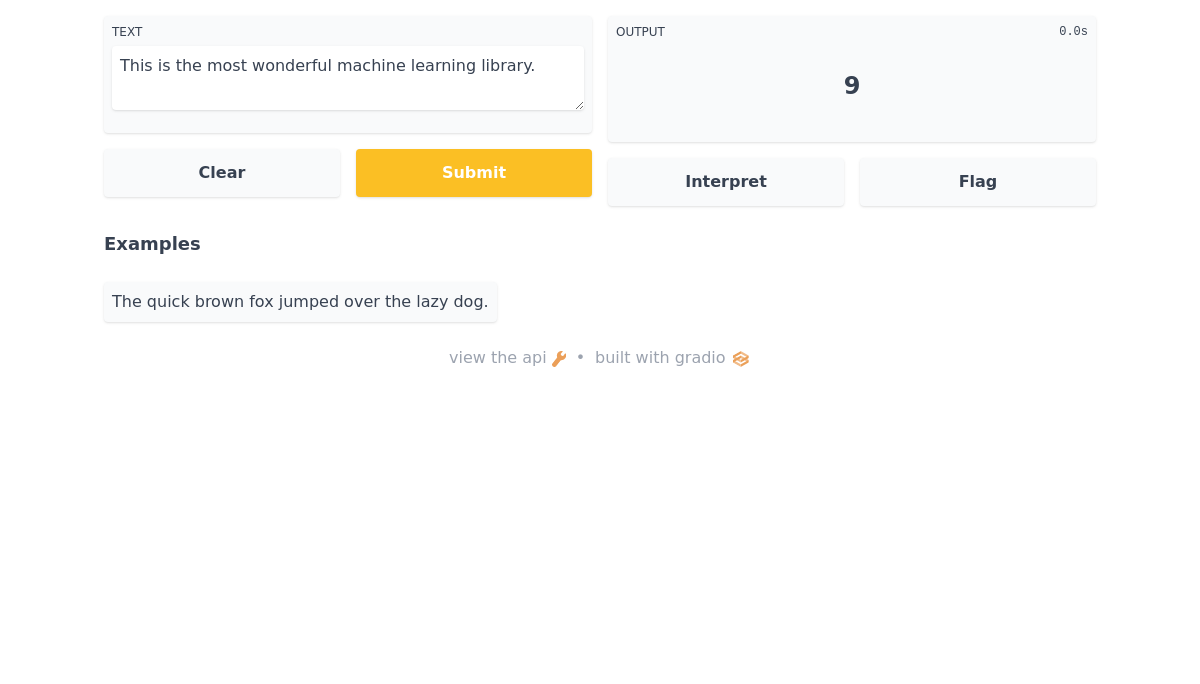 TEXT
This is the most wonderful machine learning library.
Clear
Submit
OUTPUT
0.0s
9
Interpret
Flag
Examples
The quick brown fox jumped over the lazy dog.
view the api • built with gradio